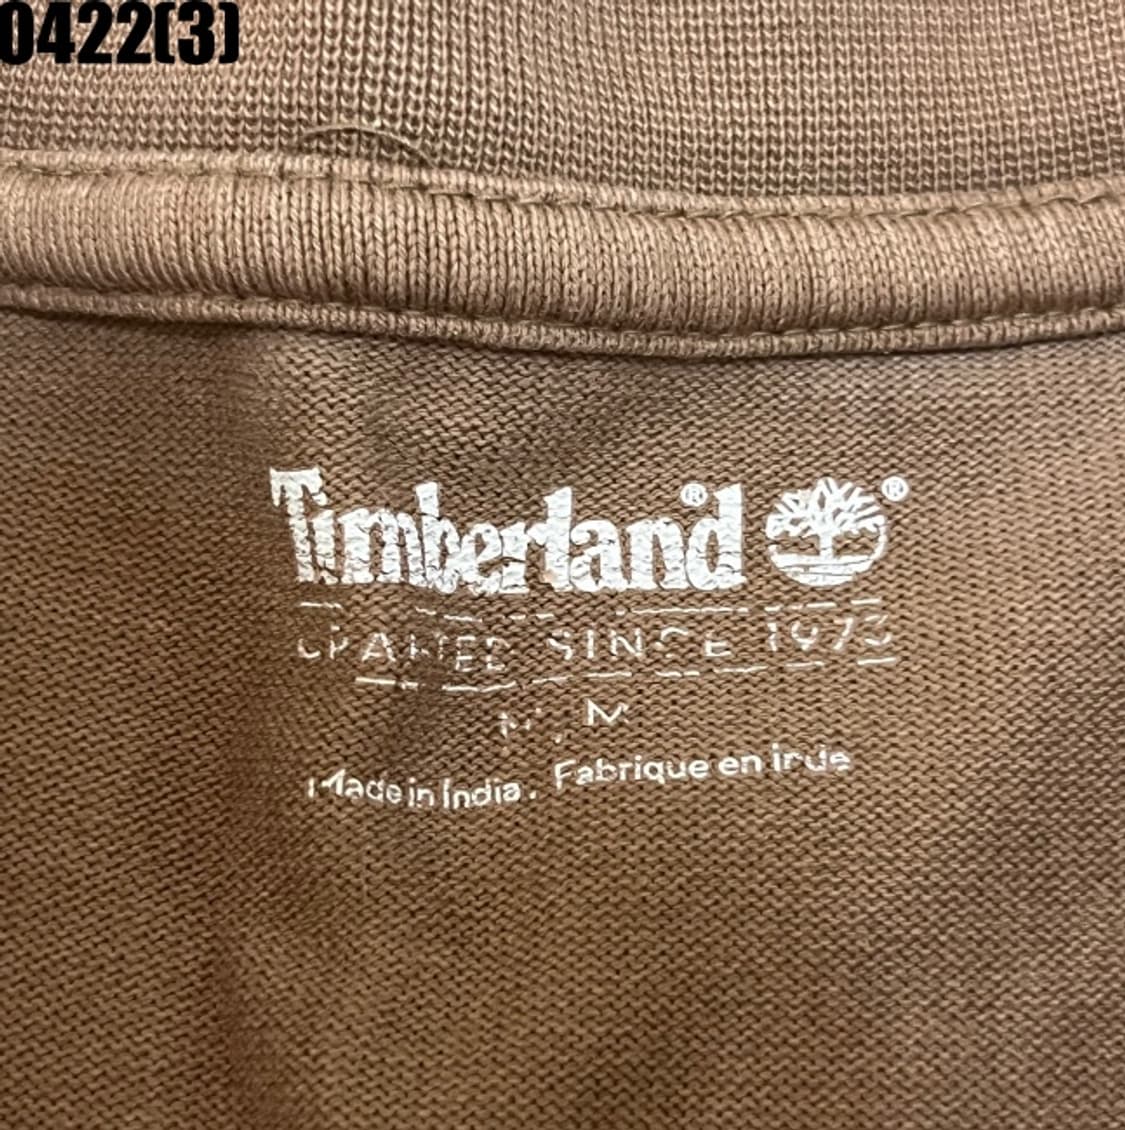 0422(3)
Timberland® ®
CRAFTED SINCE 1973
M, M
Made in India. Fabrique en inde